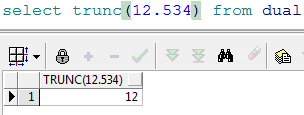 select trunc(12.534) from dual
TRUNC(12.534)
1 12